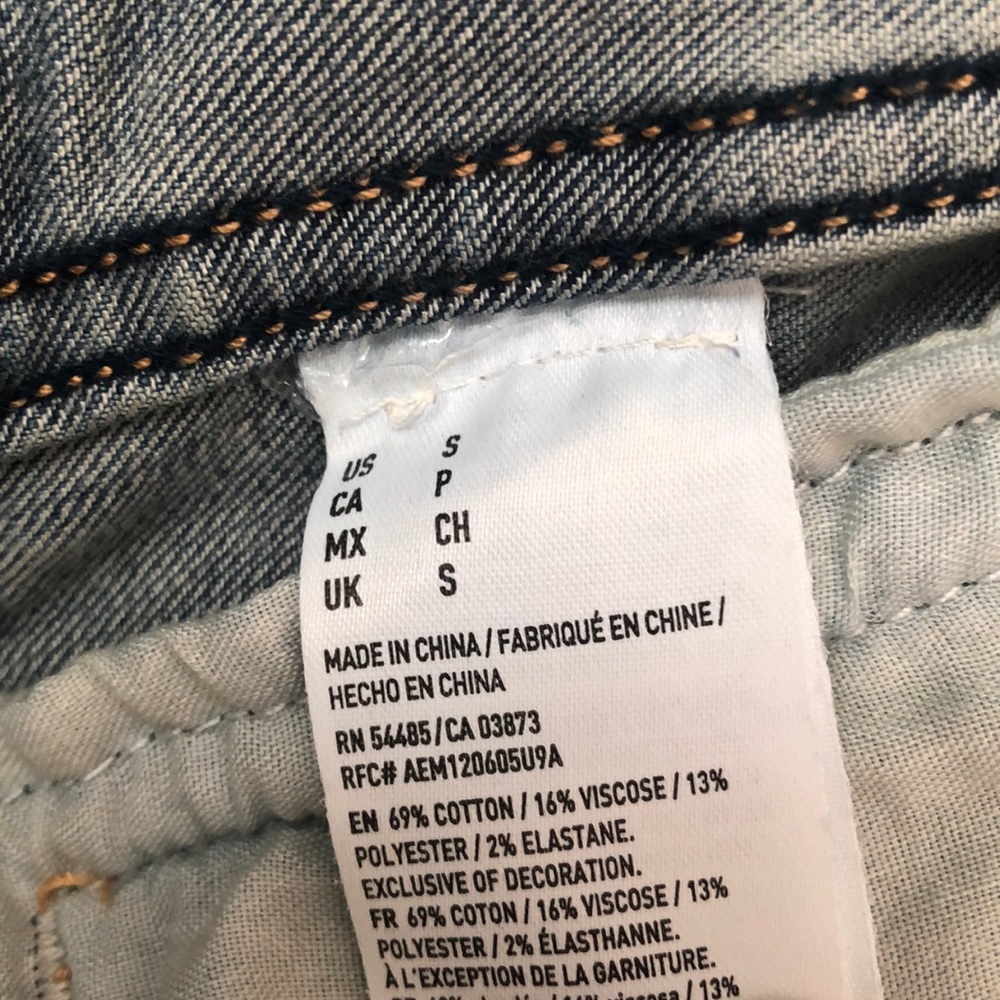 US S
CA P
MX CH
UK S
MADE IN CHINA / FABRIQUÉ EN CHINE /
HECHO EN CHINA
RN 54485 / CA 03873
RFC# AEM120605U9A
EN 69% COTTON / 16% VISCOSE / 13%
POLYESTER / 2% ELASTANE.
EXCLUSIVE OF DECORATION.
FR 69% COTON / 16% VISCOSE / 13%
POLYESTER / 2% ÉLASTHANNE.
À L'EXCEPTION DE LA GARNITURE.
viscosa / 13%